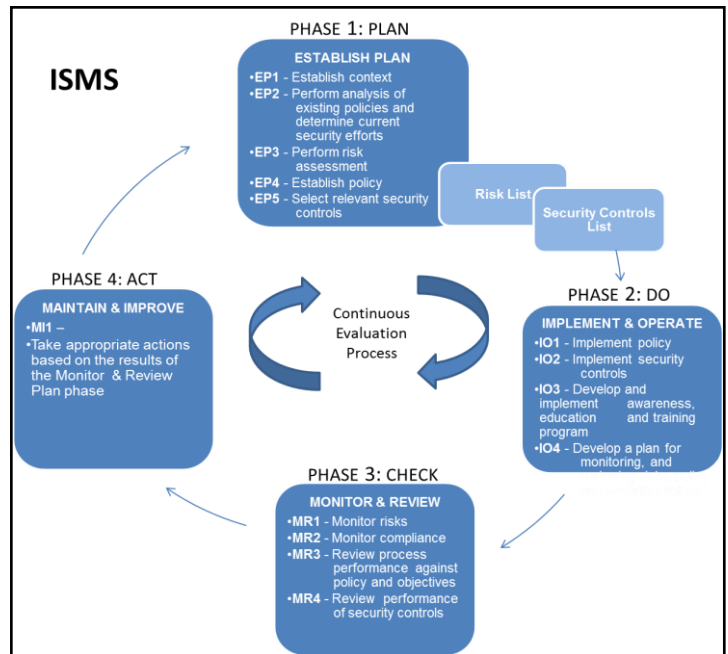 PHASE 1: PLAN
ISMS
ESTABLISH PLAN
•EP1 - Establish context
•EP2 - Perform analysis of
existing policies and
determine current
security efforts
•EP3 - Perform risk
assessment
•EP4 - Establish policy
•EP5 - Select relevant security
controls
Risk List
Security Controls
List
PHASE 2: DO
IMPLEMENT & OPERATE
•IO1 - Implement policy
•IO2 - Implement security
controls
•IO3 - Develop and
implement awareness,
education and training
program
•IO4 - Develop a plan for
monitoring, and
PHASE 3: CHECK
MONITOR & REVIEW
•MR1 - Monitor risks
•MR2 - Monitor compliance
•MR3 - Review process
performance against
policy and objectives
•MR4 - Review performance
of security controls
PHASE 4: ACT
MAINTAIN & IMPROVE
•MI1 –
•Take appropriate actions
based on the results of
the Monitor & Review
Plan phase
Continuous
Evaluation
Process